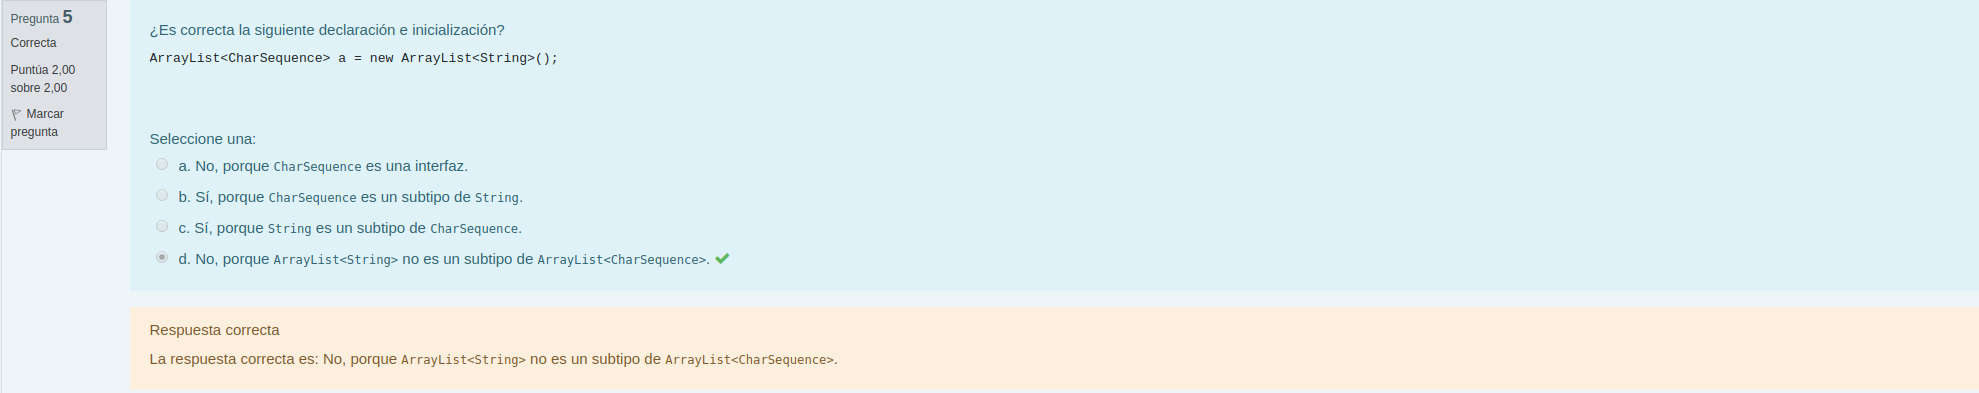 Pregunta 5
Correcta
Puntúa 2,00
sobre 2,00
Marcar
pregunta
¿Es correcta la siguiente declaración e inicialización?
ArrayList<CharSequence> a = new ArrayList<String>();
Seleccione una:
a. No, porque CharSequence es una interfaz.
b. Sí, porque CharSequence es un subtipo de String.
c. Sí, porque String es un subtipo de CharSequence.
d. No, porque ArrayList<String> no es un subtipo de ArrayList<CharSequence>.
Respuesta correcta
La respuesta correcta es: No, porque ArrayList<String> no es un subtipo de ArrayList<CharSequence>.